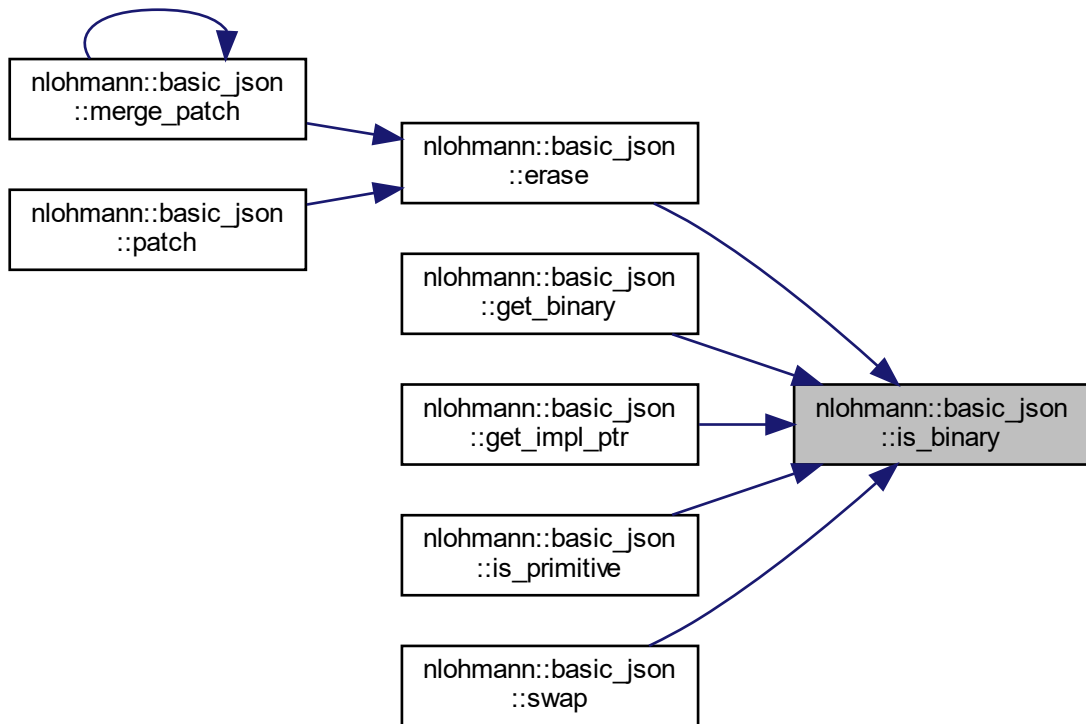 nlohmann::basic_json
::merge_patch
nlohmann::basic_json
::patch
nlohmann::basic_json
::erase
nlohmann::basic_json
::get_binary
nlohmann::basic_json
::get_impl_ptr
nlohmann::basic_json
::is_primitive
nlohmann::basic_json
::swap
nlohmann::basic_json
::is_binary